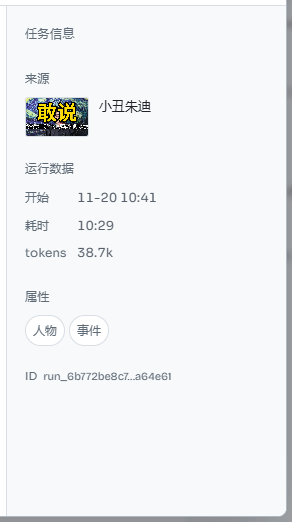 任务信息
来源
敢说
小丑朱迪
运行数据
开始 11-20 10:41
耗时 10:29
tokens 38.7k
属性
人物 事件
ID run_6b772be8c7...a64e61